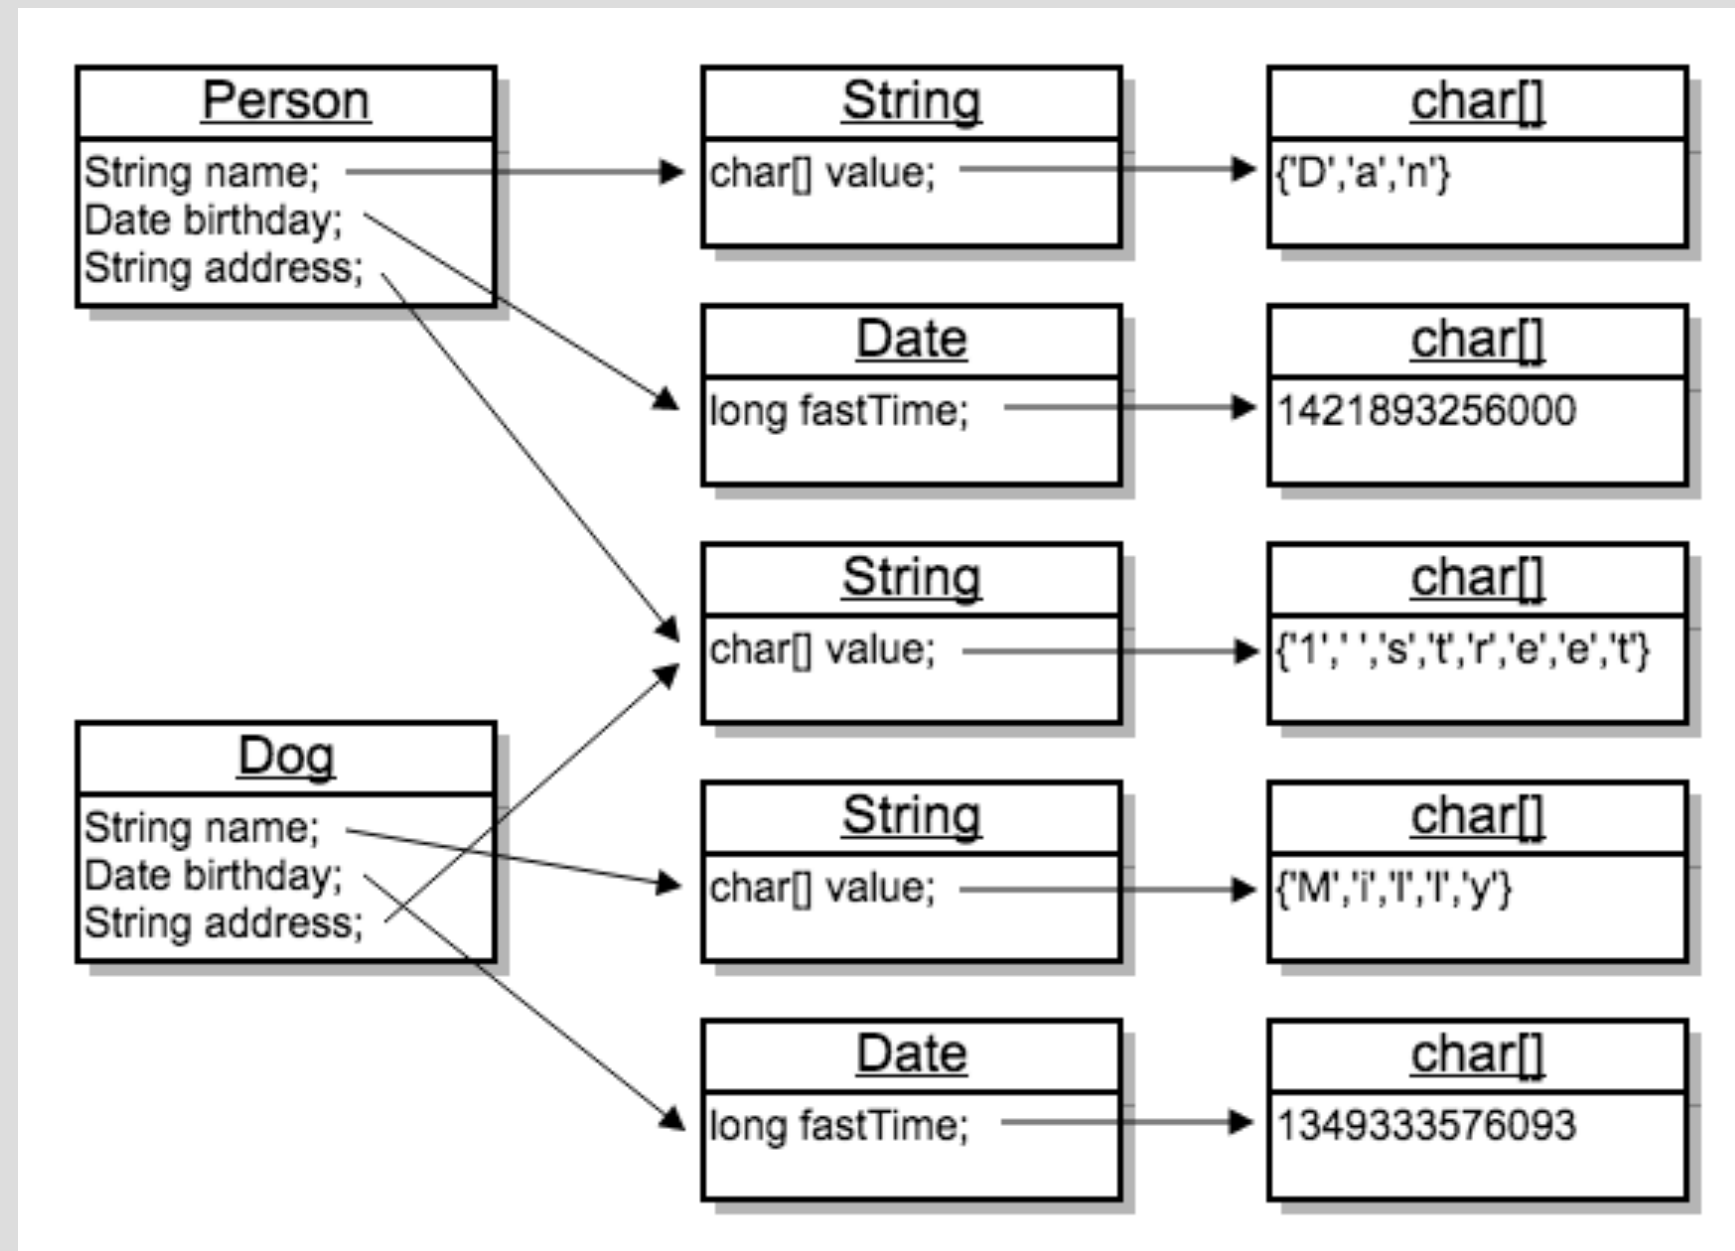 Person
String name;
Date birthday;
String address;
String
char[] value;
char[]
{'D','a','n'}
Date
long fastTime;
char[]
1421893256000
String
char[] value;
char[]
{'1',' ','s','t','r','e','e','t'}
Dog
String name;
Date birthday;
String address;
String
char[] value;
char[]
{'M','i','l','l','y'}
Date
long fastTime;
char[]
1349333576093